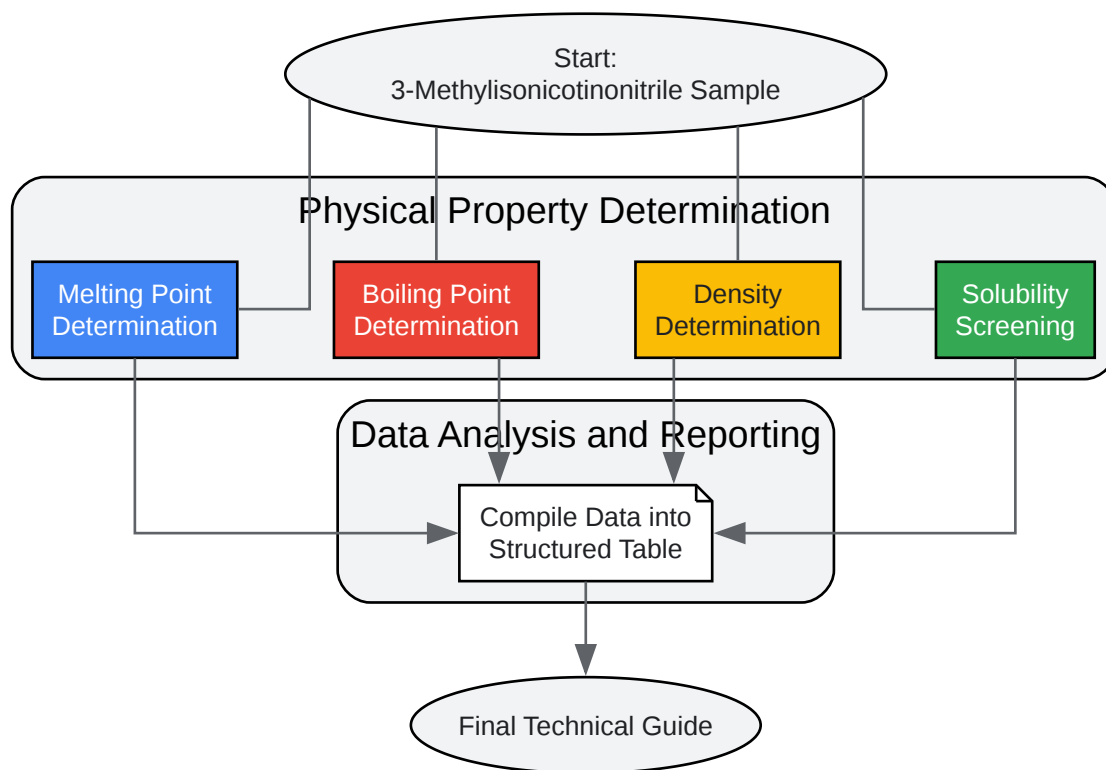 Start:
3-Methylisonicotinonitrile Sample
Physical Property Determination
Melting Point
Determination
Boiling Point
Determination
Density
Determination
Solubility
Screening
Data Analysis and Reporting
Compile Data into
Structured Table
Final Technical Guide